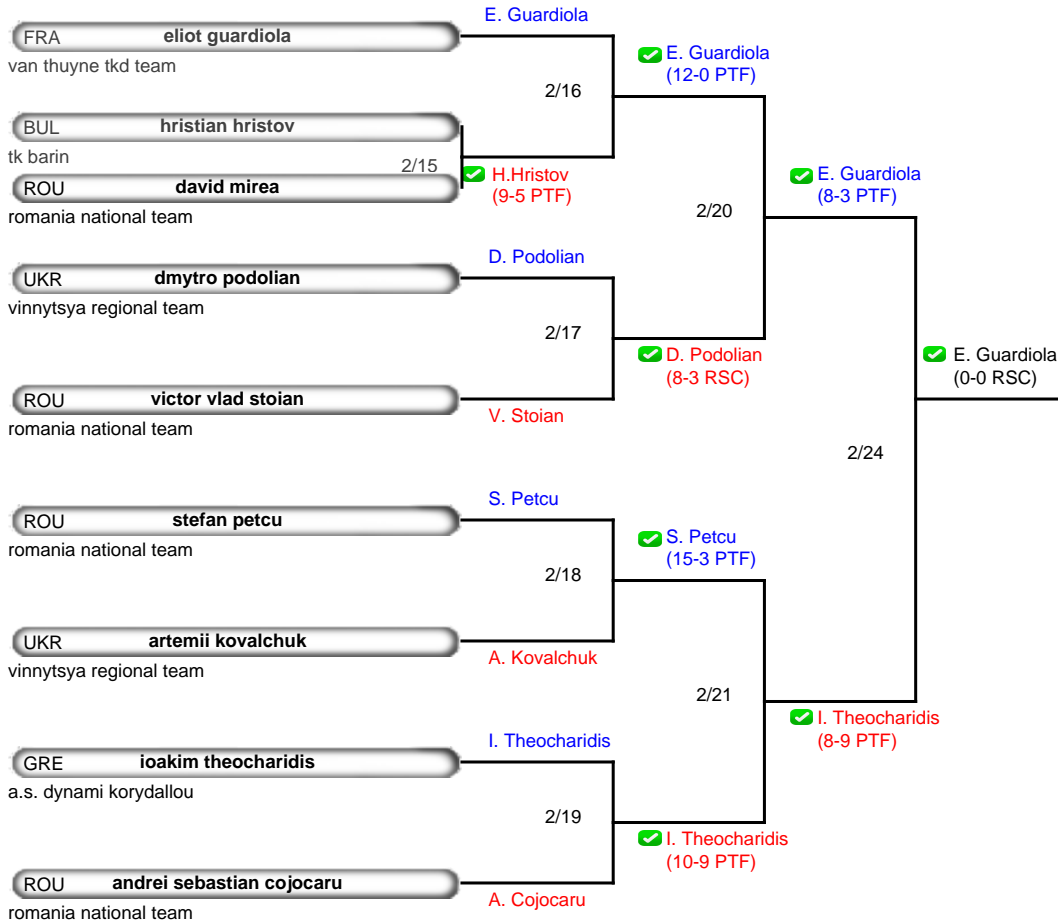 E. Guardiola
FRA eliot guardiola
van thuyne tkd team
E. Guardiola
(12-0 PTF)
2/16
BUL hristian hristov
tk barin
2/15
H.Hristov
(9-5 PTF)
ROU david mirea
romania national team
E. Guardiola
(8-3 PTF)
2/20
D. Podolian
UKR dmytro podolian
vinnytsya regional team
2/17
D. Podolian
(8-3 RSC)
E. Guardiola
(0-0 RSC)
ROU victor vlad stoian
romania national team
V. Stoian
2/24
S. Petcu
ROU stefan petcu
romania national team
S. Petcu
(15-3 PTF)
2/18
UKR artemii kovalchuk
vinnytsya regional team
A. Kovalchuk
2/21
I. Theocharidis
(8-9 PTF)
I. Theocharidis
GRE ioakim theocharidis
a.s. dynami korydallou
2/19
I. Theocharidis
(10-9 PTF)
ROU andrei sebastian cojocaru
romania national team
A. Cojocaru